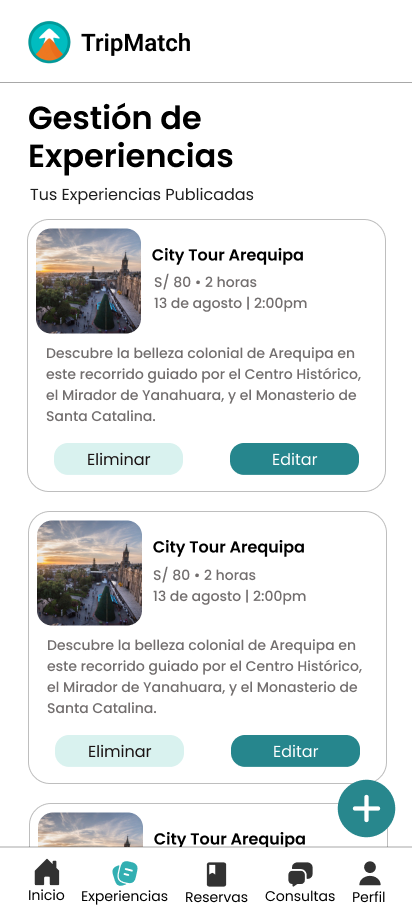 TripMatch
Gestión de
Experiencias
Tus Experiencias Publicadas
City Tour Arequipa
S/ 80 • 2 horas
13 de agosto | 2:00pm
Descubre la belleza colonial de Arequipa en
este recorrido guiado por el Centro Histórico,
el Mirador de Yanahuara, y el Monasterio de
Santa Catalina.
Eliminar
Editar
City Tour Arequipa
S/ 80 • 2 horas
13 de agosto | 2:00pm
Descubre la belleza colonial de Arequipa en
este recorrido guiado por el Centro Histórico,
el Mirador de Yanahuara, y el Monasterio de
Santa Catalina.
Eliminar
Editar
City Tour Arequipa
Inicio
Experiencias
Reservas
Consultas
Perfil